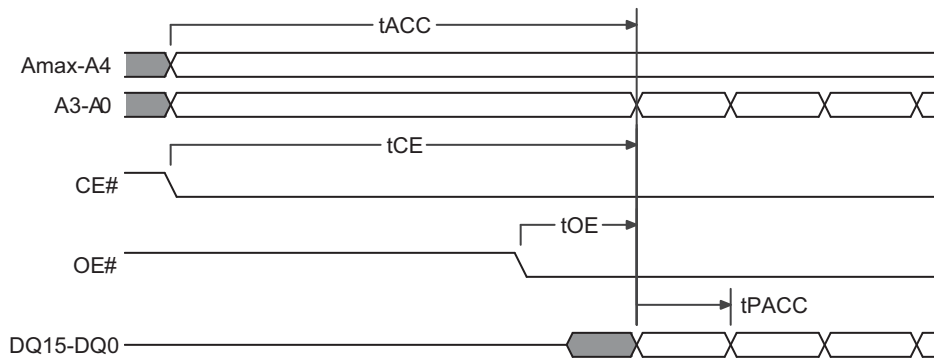 tACC
Amax-A4
A3-A0
tCE
CE#
tOE
OE#
tPACC
DQ15-DQ0